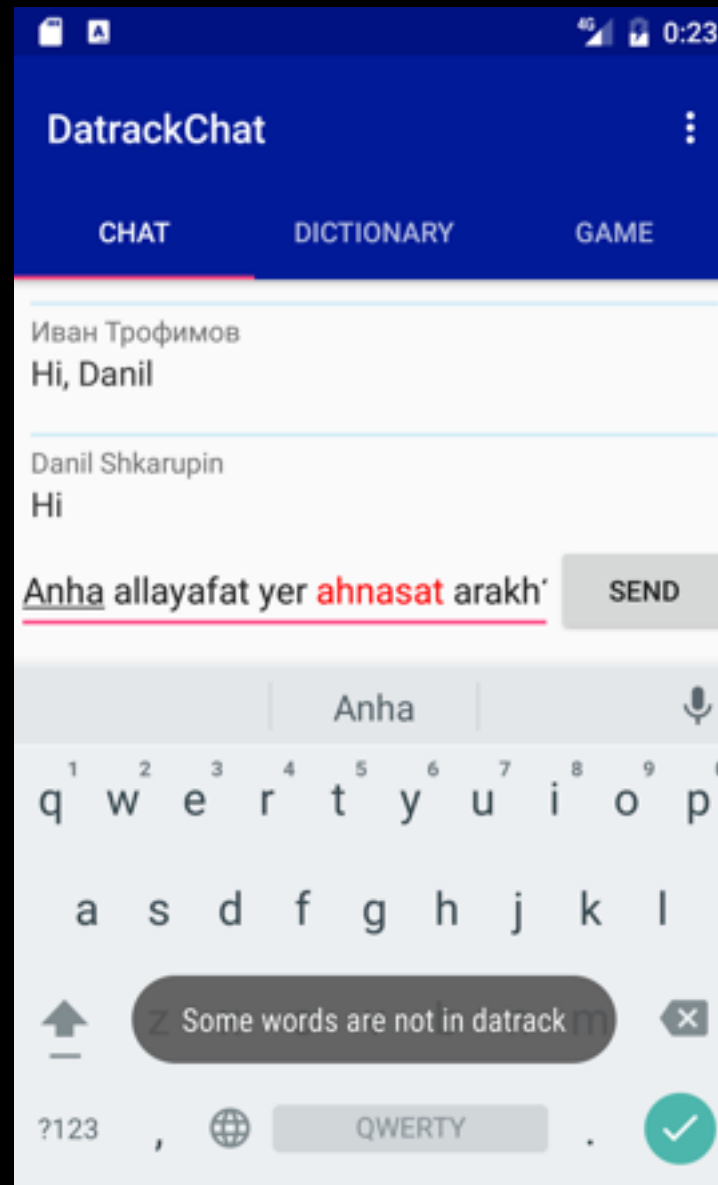 4G 0:23
DatrackChat
CHAT DICTIONARY GAME
Иван Трофимов
Hi, Danil
Danil Shkarupin
Hi
Anha allayafat yer ahnasat arakh SEND
Anha
1 2 3 4 5 6 7 8 9
q w e r t y u i o p
a s d f g h j k l
z Some words are not in datrack m
?123 , QWERTY .